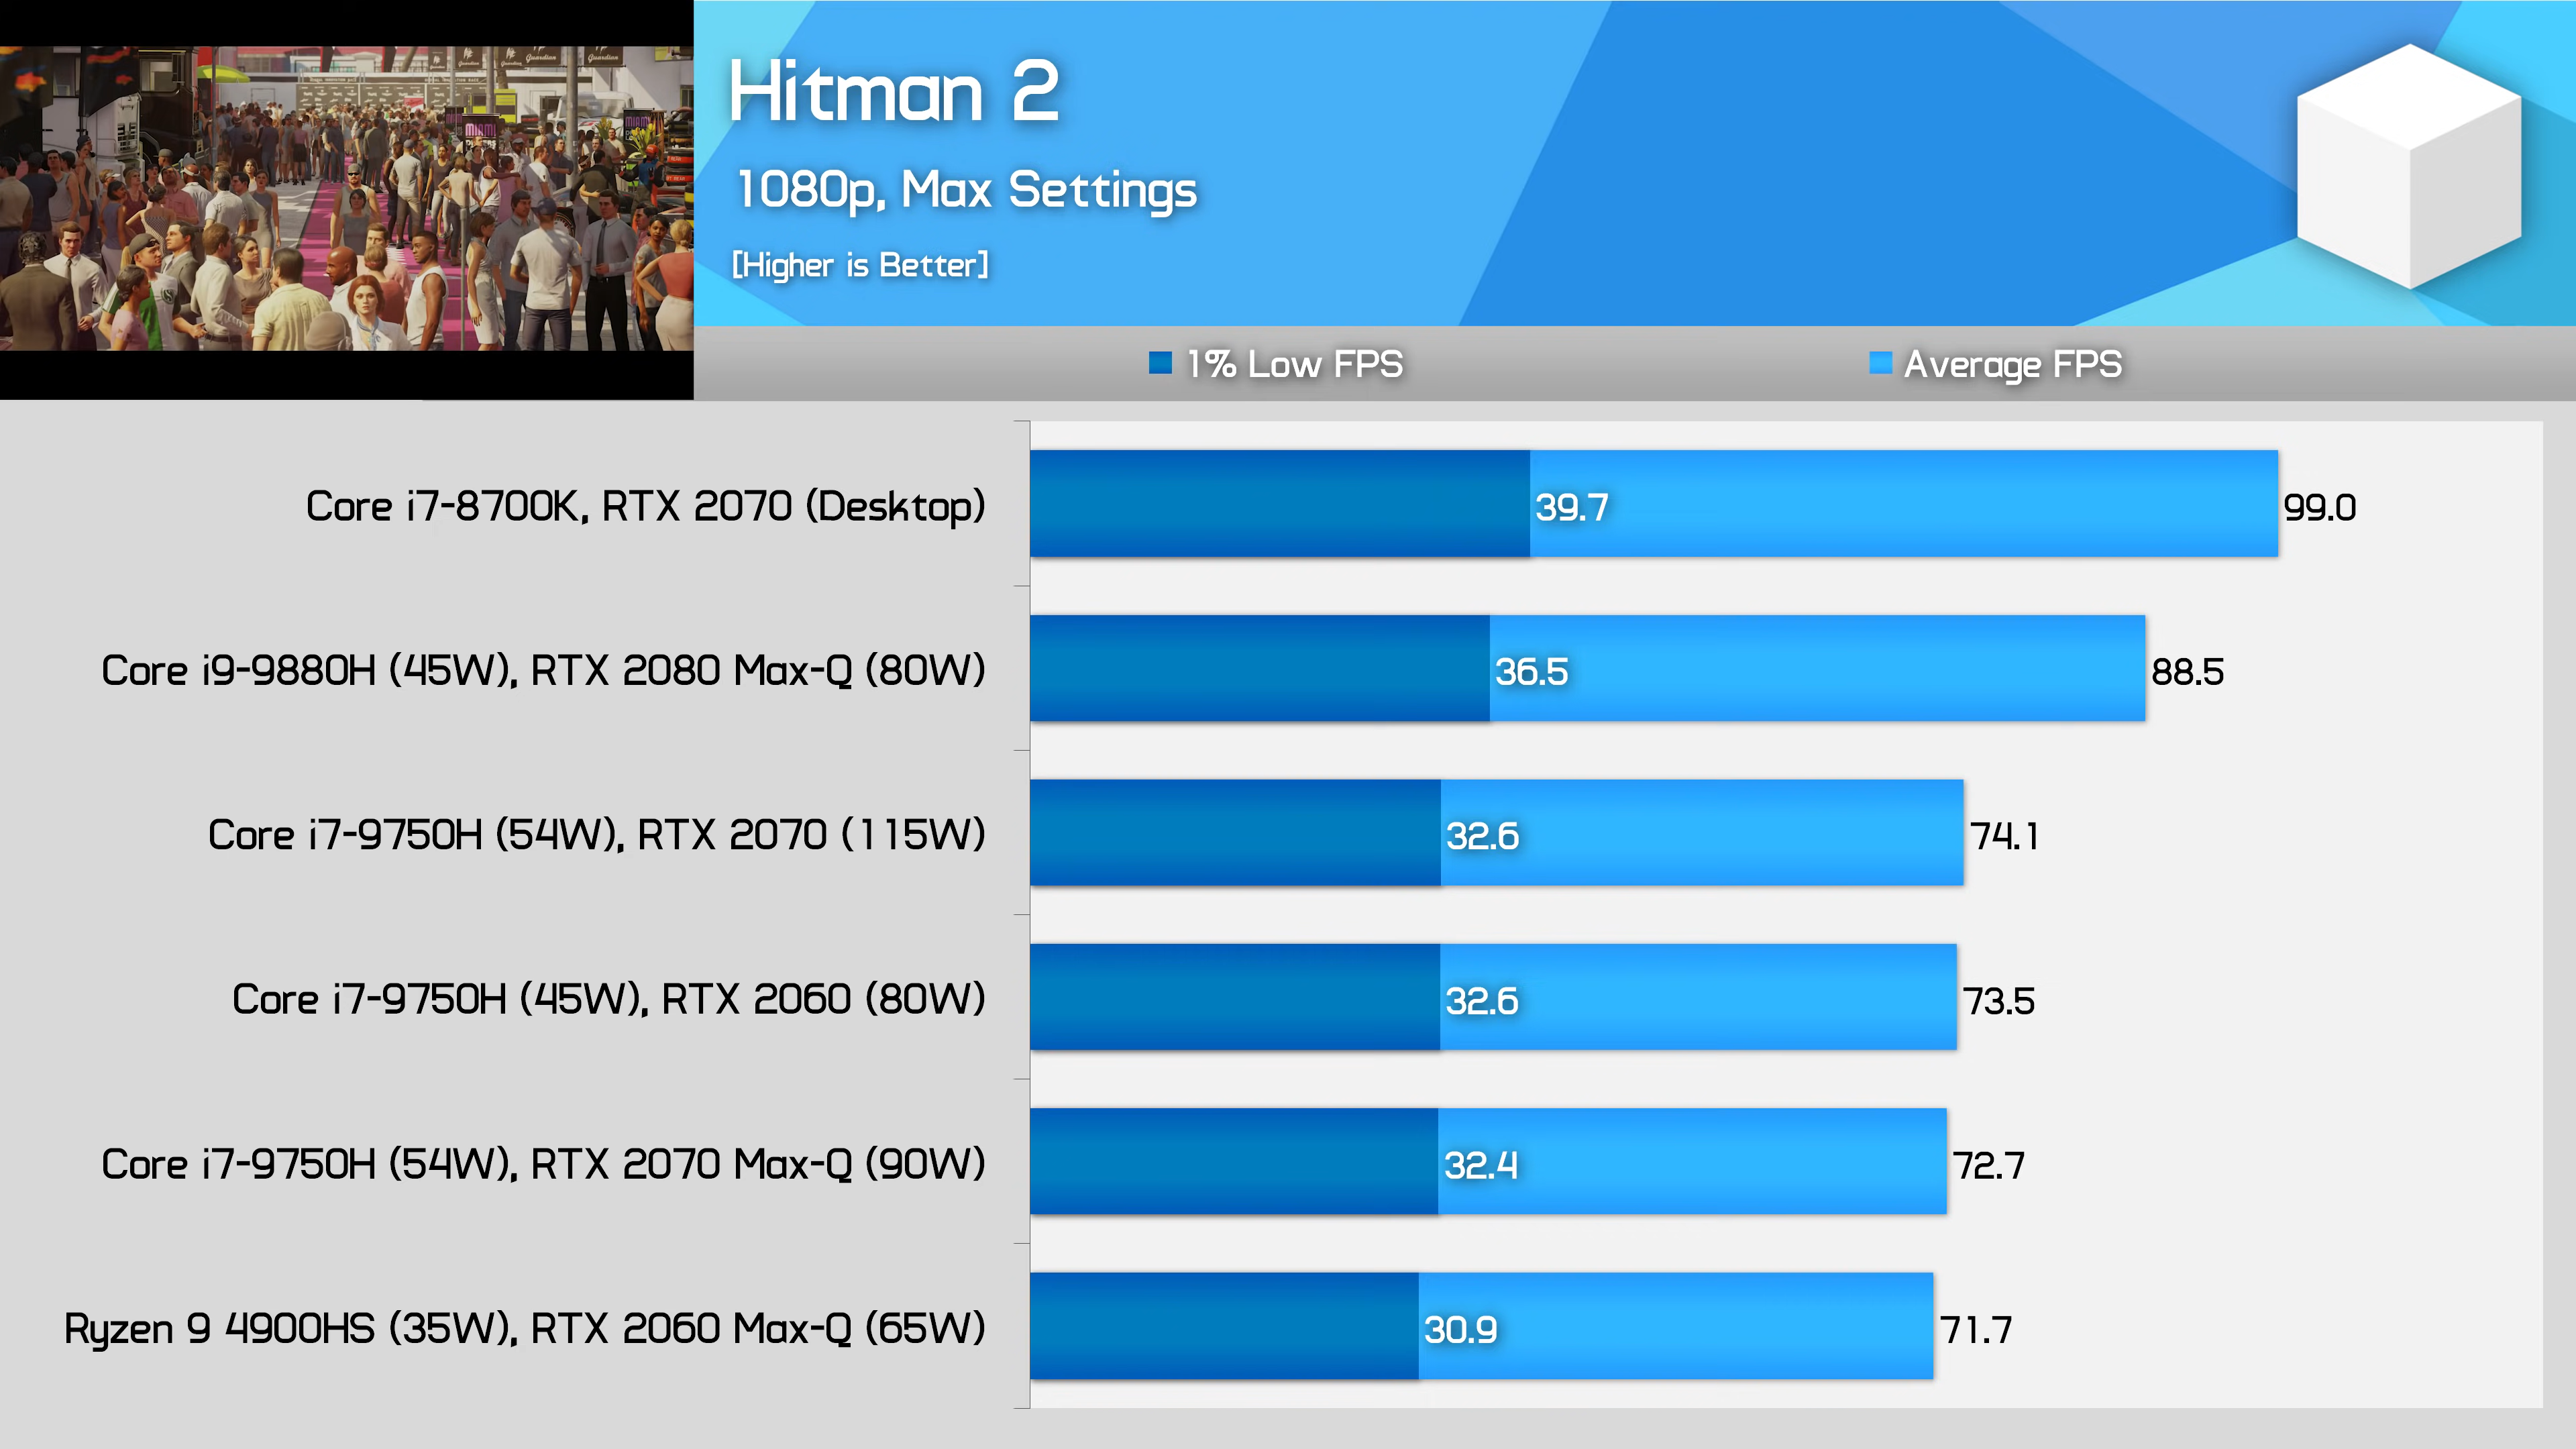 Hitman 2
1080p, Max Settings
[Higher is Better]
1% Low FPS
Average FPS
Core i7-8700K, RTX 2070 (Desktop)
39.7
99.0
Core i9-9880H (45W), RTX 2080 Max-Q (80W)
36.5
88.5
Core i7-9750H (54W), RTX 2070 (115W)
32.6
74.1
Core i7-9750H (45W), RTX 2060 (80W)
32.6
73.5
Core i7-9750H (54W), RTX 2070 Max-Q (90W)
32.4
72.7
Ryzen 9 4900HS (35W), RTX 2060 Max-Q (65W)
30.9
71.7
Guardian
Guardian
MIAMI
MIAMI